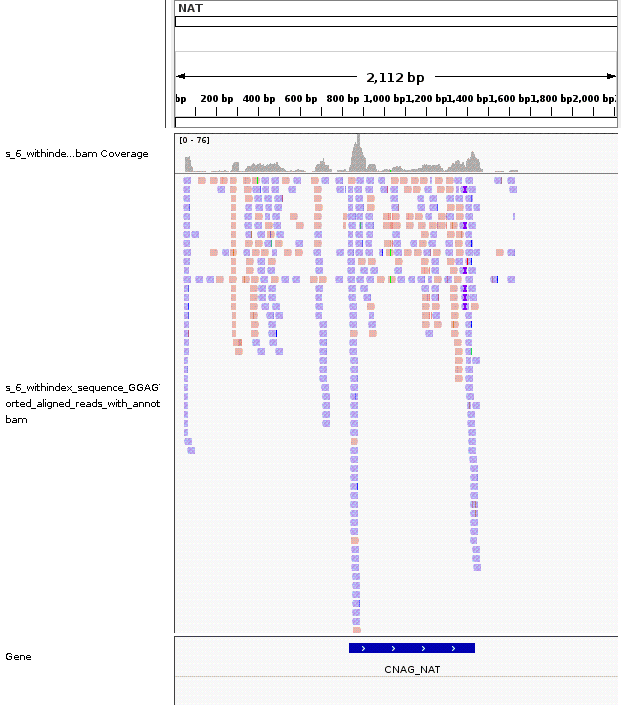 NAT
2,112 bp
bp 200 bp 400 bp 600 bp 800 bp 1,000 bp 1,200 bp 1,400 bp 1,600 bp 1,800 bp 2,000 bp
[0 - 76]
s_6_withinde...bam Coverage
s_6_withindex_sequence_GGAG
orted_aligned_reads_with_annot
bam
Gene
CNAG_NAT